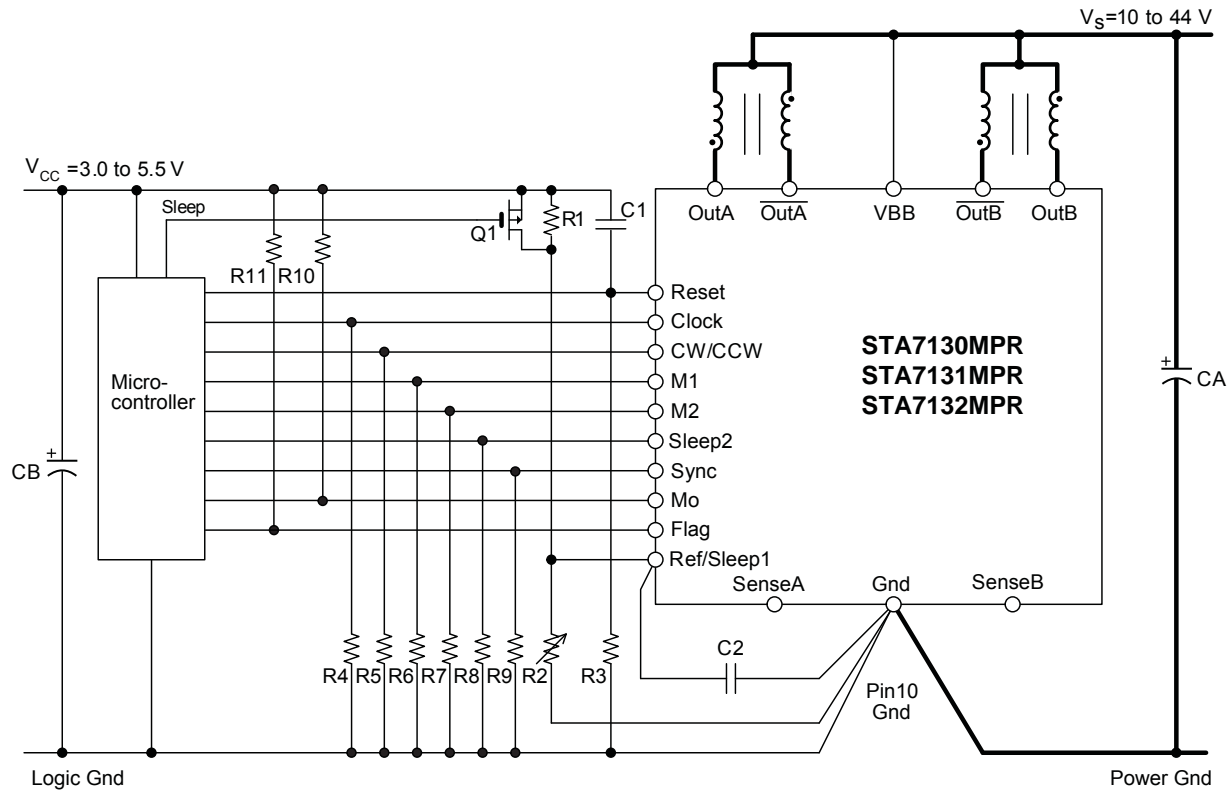 VS=10 to 44 V
VCC =3.0 to 5.5 V
Sleep
Q1
R1
C1
OutA
OutA
VBB
OutB
OutB
R11
R10
Reset
Clock
CW/CCW
M1
M2
Sleep2
Sync
Mo
Flag
Ref/Sleep1
STA7130MPR
STA7131MPR
STA7132MPR
Micro-
controller
+
CA
+
CB
SenseA
Gnd
SenseB
R4
R5
R6
R7
R8
R9
R2
R3
C2
Pin10
Gnd
Logic Gnd
Power Gnd